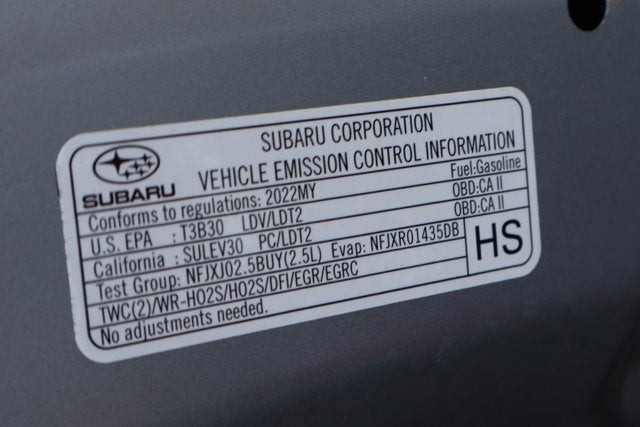 SUBARU CORPORATION
SUBARU
VEHICLE EMISSION CONTROL INFORMATION
Conforms to regulations: 2022MY Fuel:Gasoline
U.S. EPA : T3B30 LDV/LDT2 OBD:CA II
California : SULEV30 PC/LDT2 OBD:CA II
Test Group: NFJXJ02.5BUY(2.5L) Evap: NFJXR01435DB
TWC(2)/WR-HO2S/HO2S/DFI/EGR/EGRC
No adjustments needed.
HS